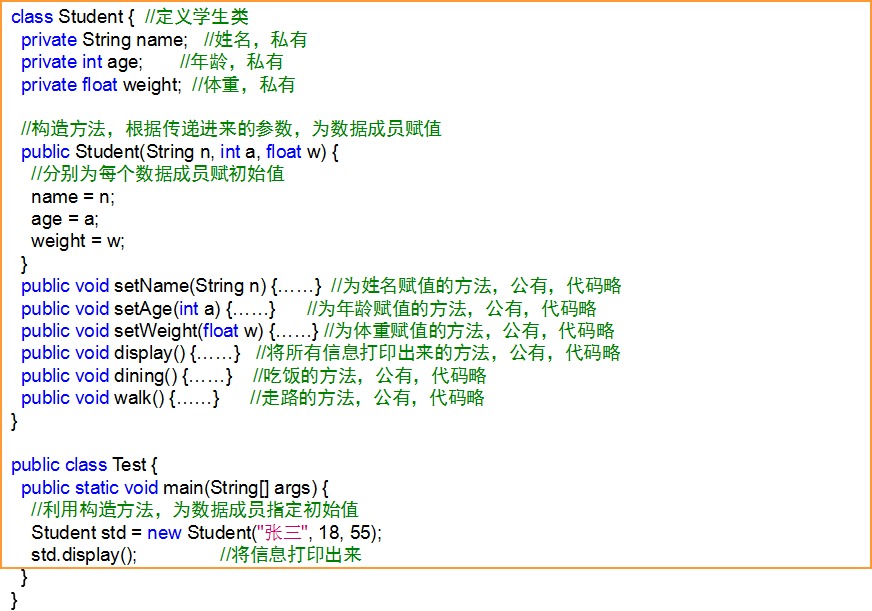 class Student {  //定义学生类
  private String name;   //姓名，私有
  private int age;       //年龄，私有
  private float weight;  //体重，私有

  //构造方法，根据传递进来的参数，为数据成员赋值
  public Student(String n, int a, float w) {
    //分别为每个数据成员赋初始值
    name = n;
    age = a;
    weight = w;
  }
  public void setName(String n) {……}  //为姓名赋值的方法，公有，代码略
  public void setAge(int a) {……}      //为年龄赋值的方法，公有，代码略
  public void setWeight(float w) {……} //为体重赋值的方法，公有，代码略
  public void display() {……}   //将所有信息打印出来的方法，公有，代码略
  public void dining() {……}    //吃饭的方法，公有，代码略
  public void walk() {……}      //走路的方法，公有，代码略
}

public class Test {
  public static void main(String[] args) {
    //利用构造方法，为数据成员指定初始值
    Student std = new Student("张三", 18, 55);
    std.display();                //将信息打印出来
  }
}